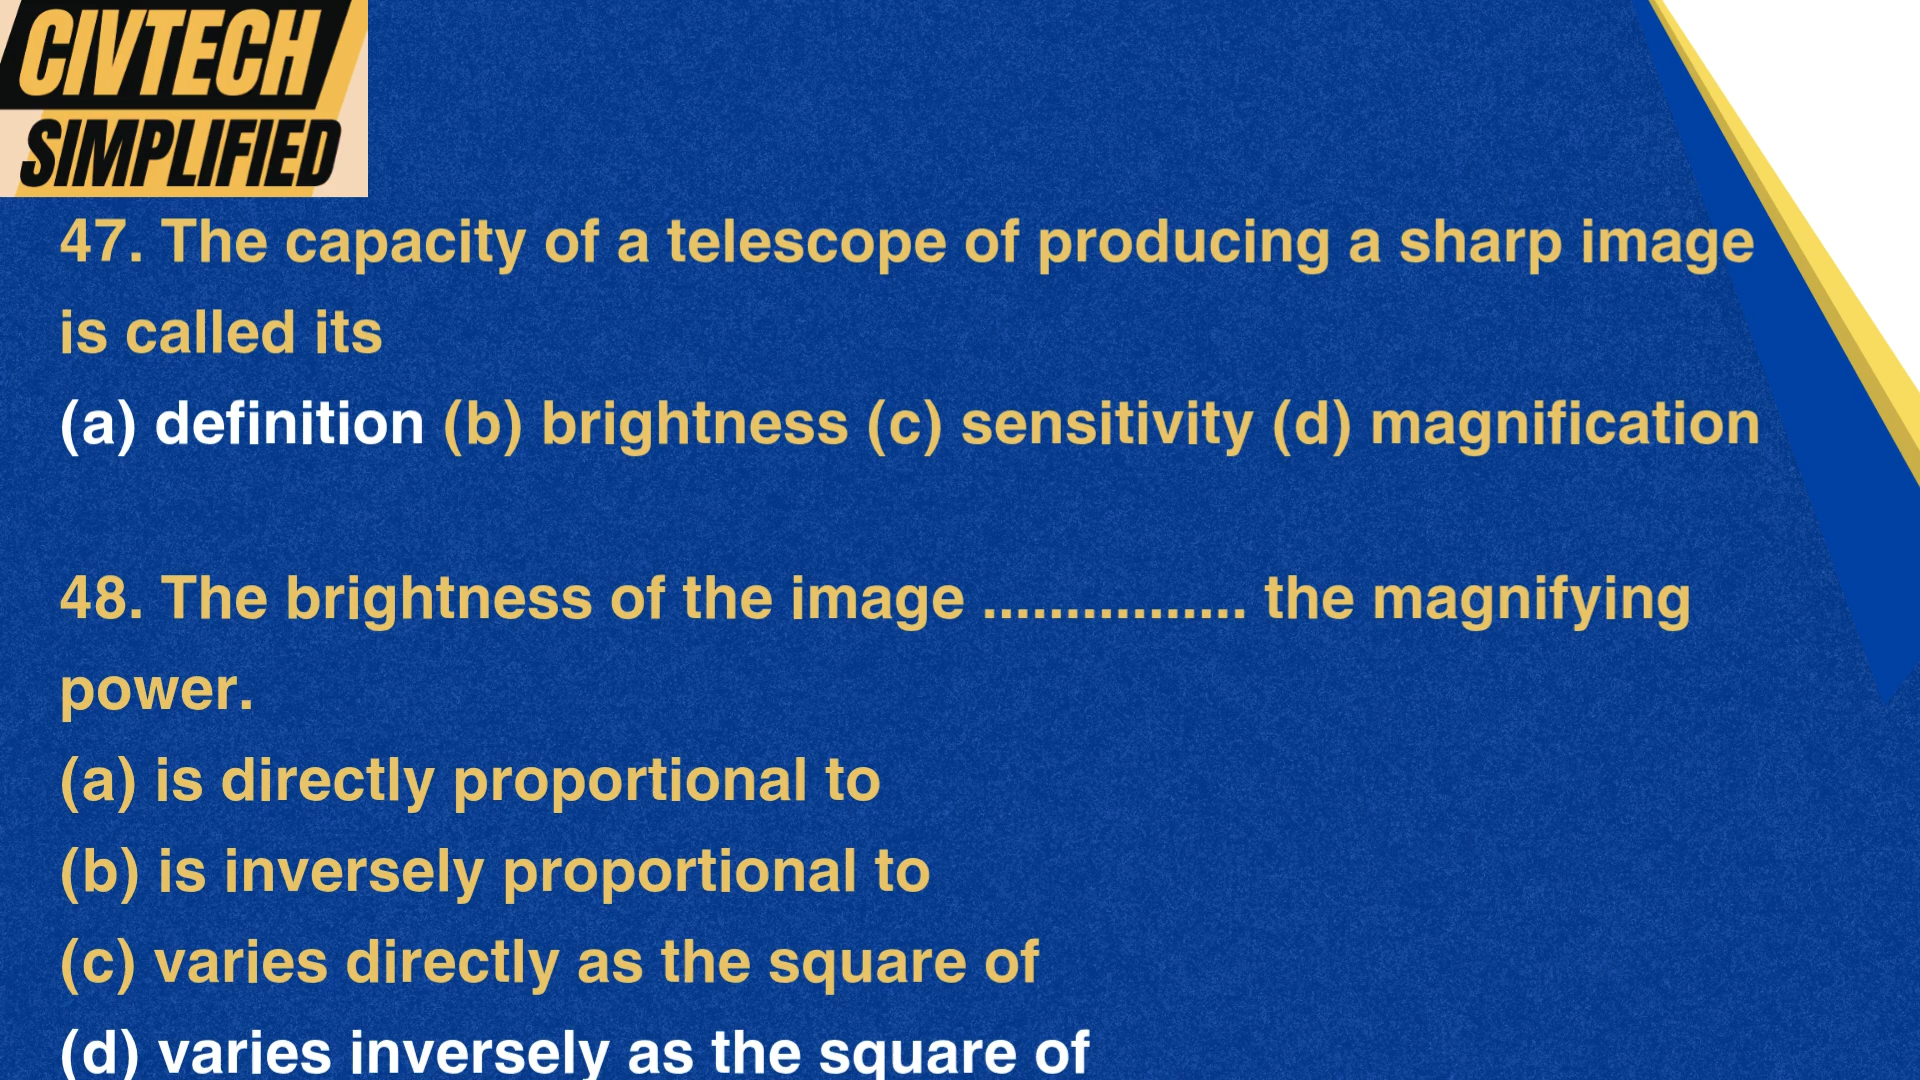 CIVTECH
SIMPLIFIED
47. The capacity of a telescope of producing a sharp image
is called its
(a) definition (b) brightness (c) sensitivity (d) magnification
48. The brightness of the image ................ the magnifying
power.
(a) is directly proportional to
(b) is inversely proportional to
(c) varies directly as the square of
(d) varies inversely as the square of